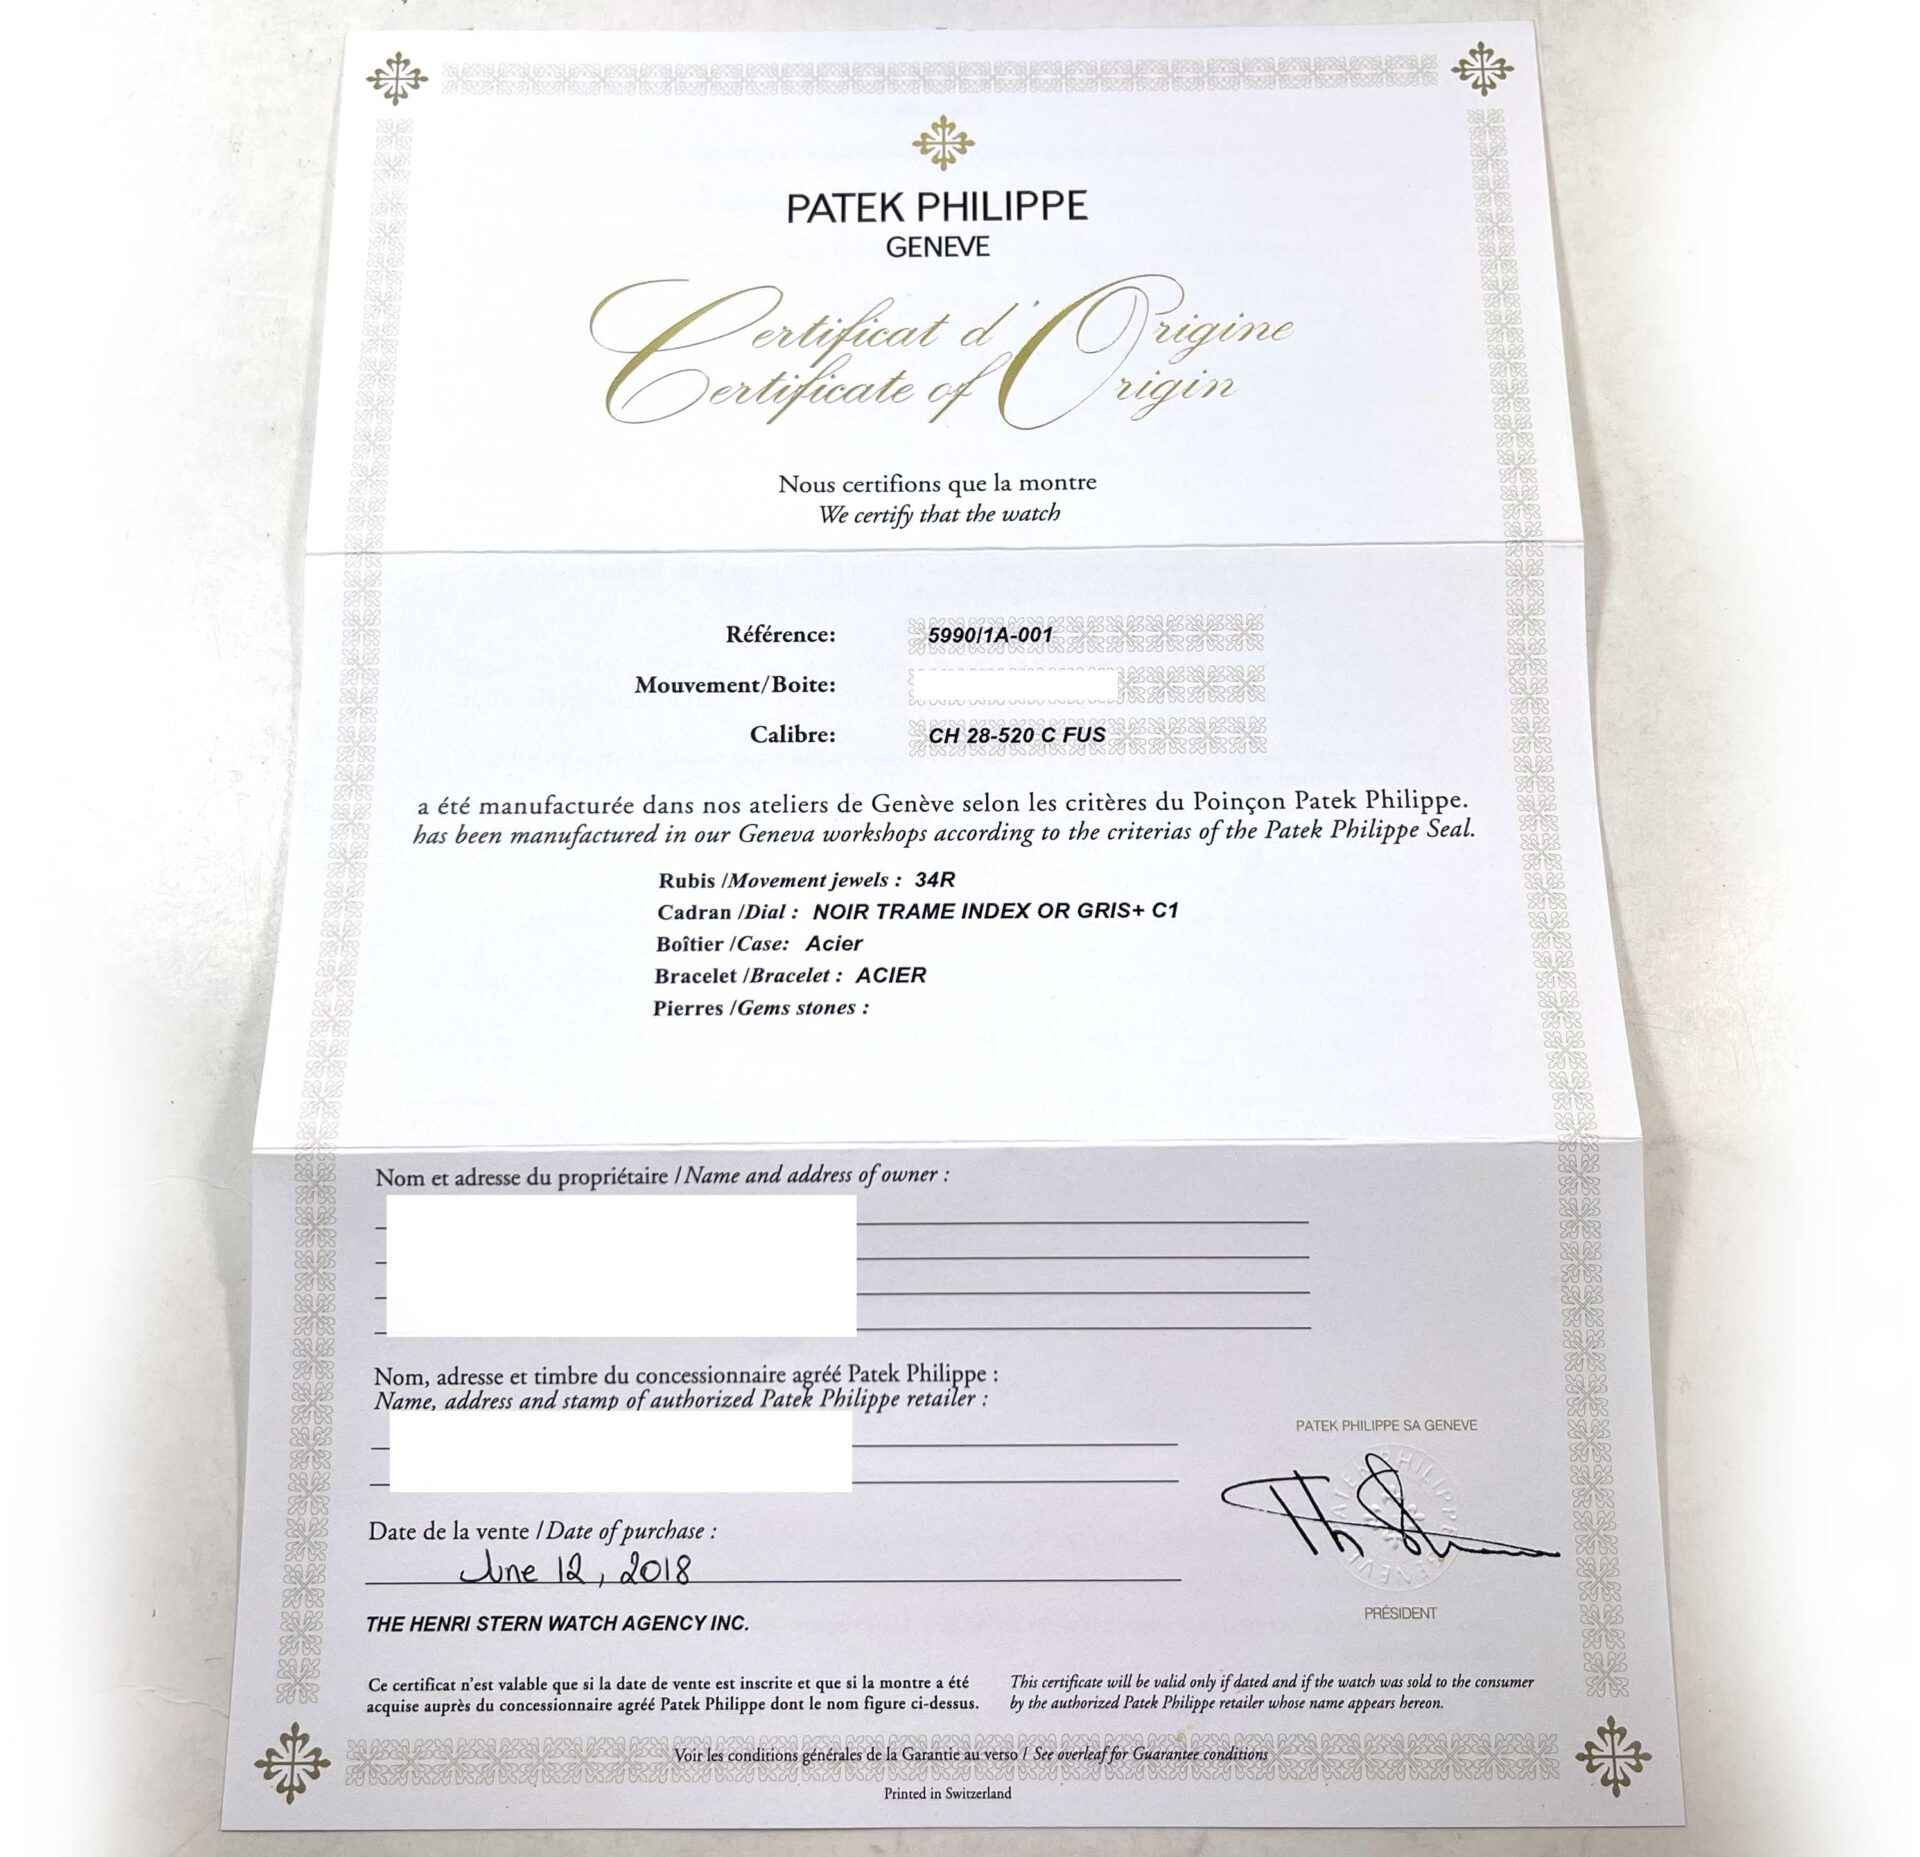 PATEK PHILIPPE
GENEVE
Certificat d'Origine
Certificate of Origin
Nous certifions que la montre
We certify that the watch
Référence: 5990/1A-001
Mouvement/Boite:
Calibre: CH 28-520 C FUS
a été manufacturée dans nos ateliers de Genève selon les critères du Poinçon Patek Philippe.
has been manufactured in our Geneva workshops according to the criterias of the Patek Philippe Seal.
Rubis /Movement jewels : 34R
Cadran /Dial : NOIR TRAME INDEX OR GRIS+ C1
Boîtier /Case: Acier
Bracelet /Bracelet : ACIER
Pierres /Gems stones :
Nom et adresse du propriétaire / Name and address of owner :
Nom, adresse et timbre du concessionnaire agréé Patek Philippe :
Name, address and stamp of authorized Patek Philippe retailer :
PATEK PHILIPPE SA GENEVE
PATEK PHILIPPE GENEVE
Date de la vente / Date of purchase :
June 12, 2018
PRÉSIDENT
THE HENRI STERN WATCH AGENCY INC.
Ce certificat n'est valable que si la date de vente est inscrite et que si la montre a été
acquise auprès du concessionnaire agréé Patek Philippe dont le nom figure ci-dessus.
This certificate will be valid only if dated and if the watch was sold to the consumer
by the authorized Patek Philippe retailer whose name appears hereon.
Voir les conditions générales de la Garantie au verso / See overleaf for Guarantee conditions
Printed in Switzerland